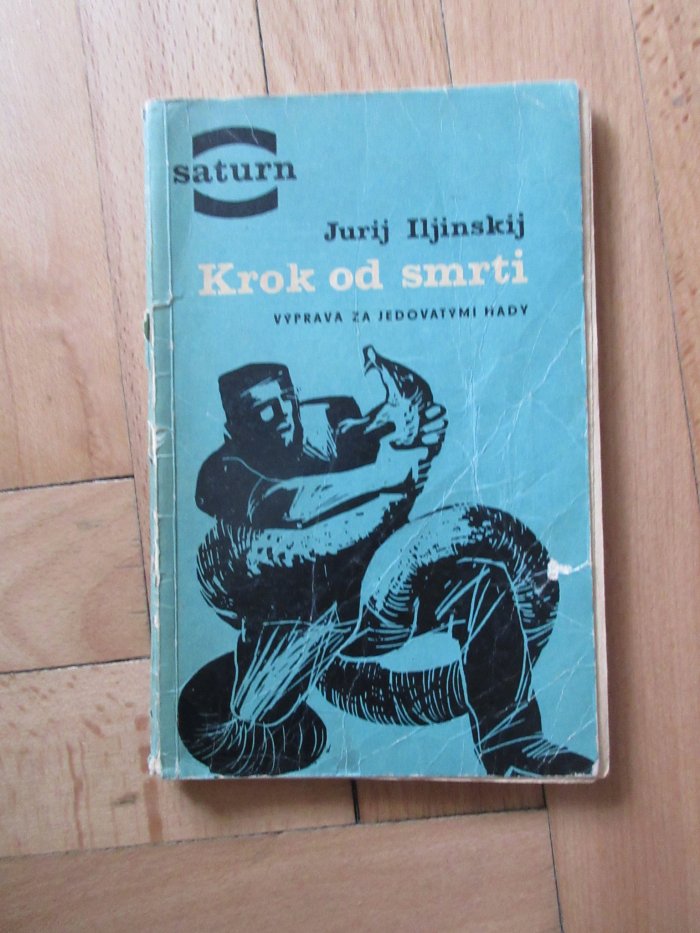 saturn
Jurij Iljinskij
Krok od smrti
VÝPRAVA ZA JEDOVATÝMI HADY